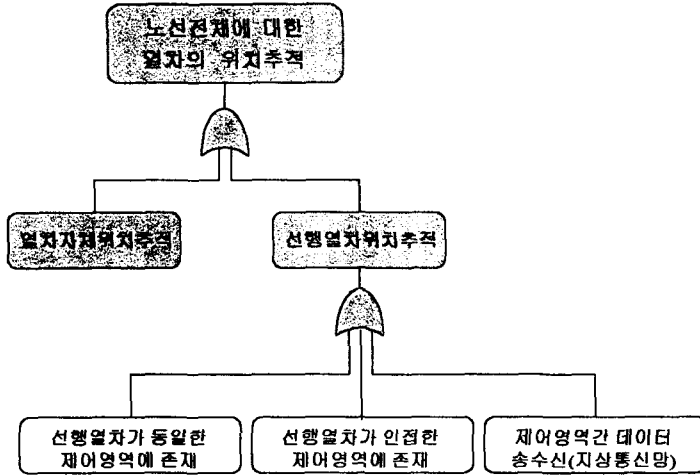 노선전체에 대한
열차의 위치추적
열차자체위치추적
선행열차위치추적
선행열차가 동일한
제어영역에 존재
선행열차가 인접한
제어영역에 존재
제어영역간 데이터
송수신(지상통신망)